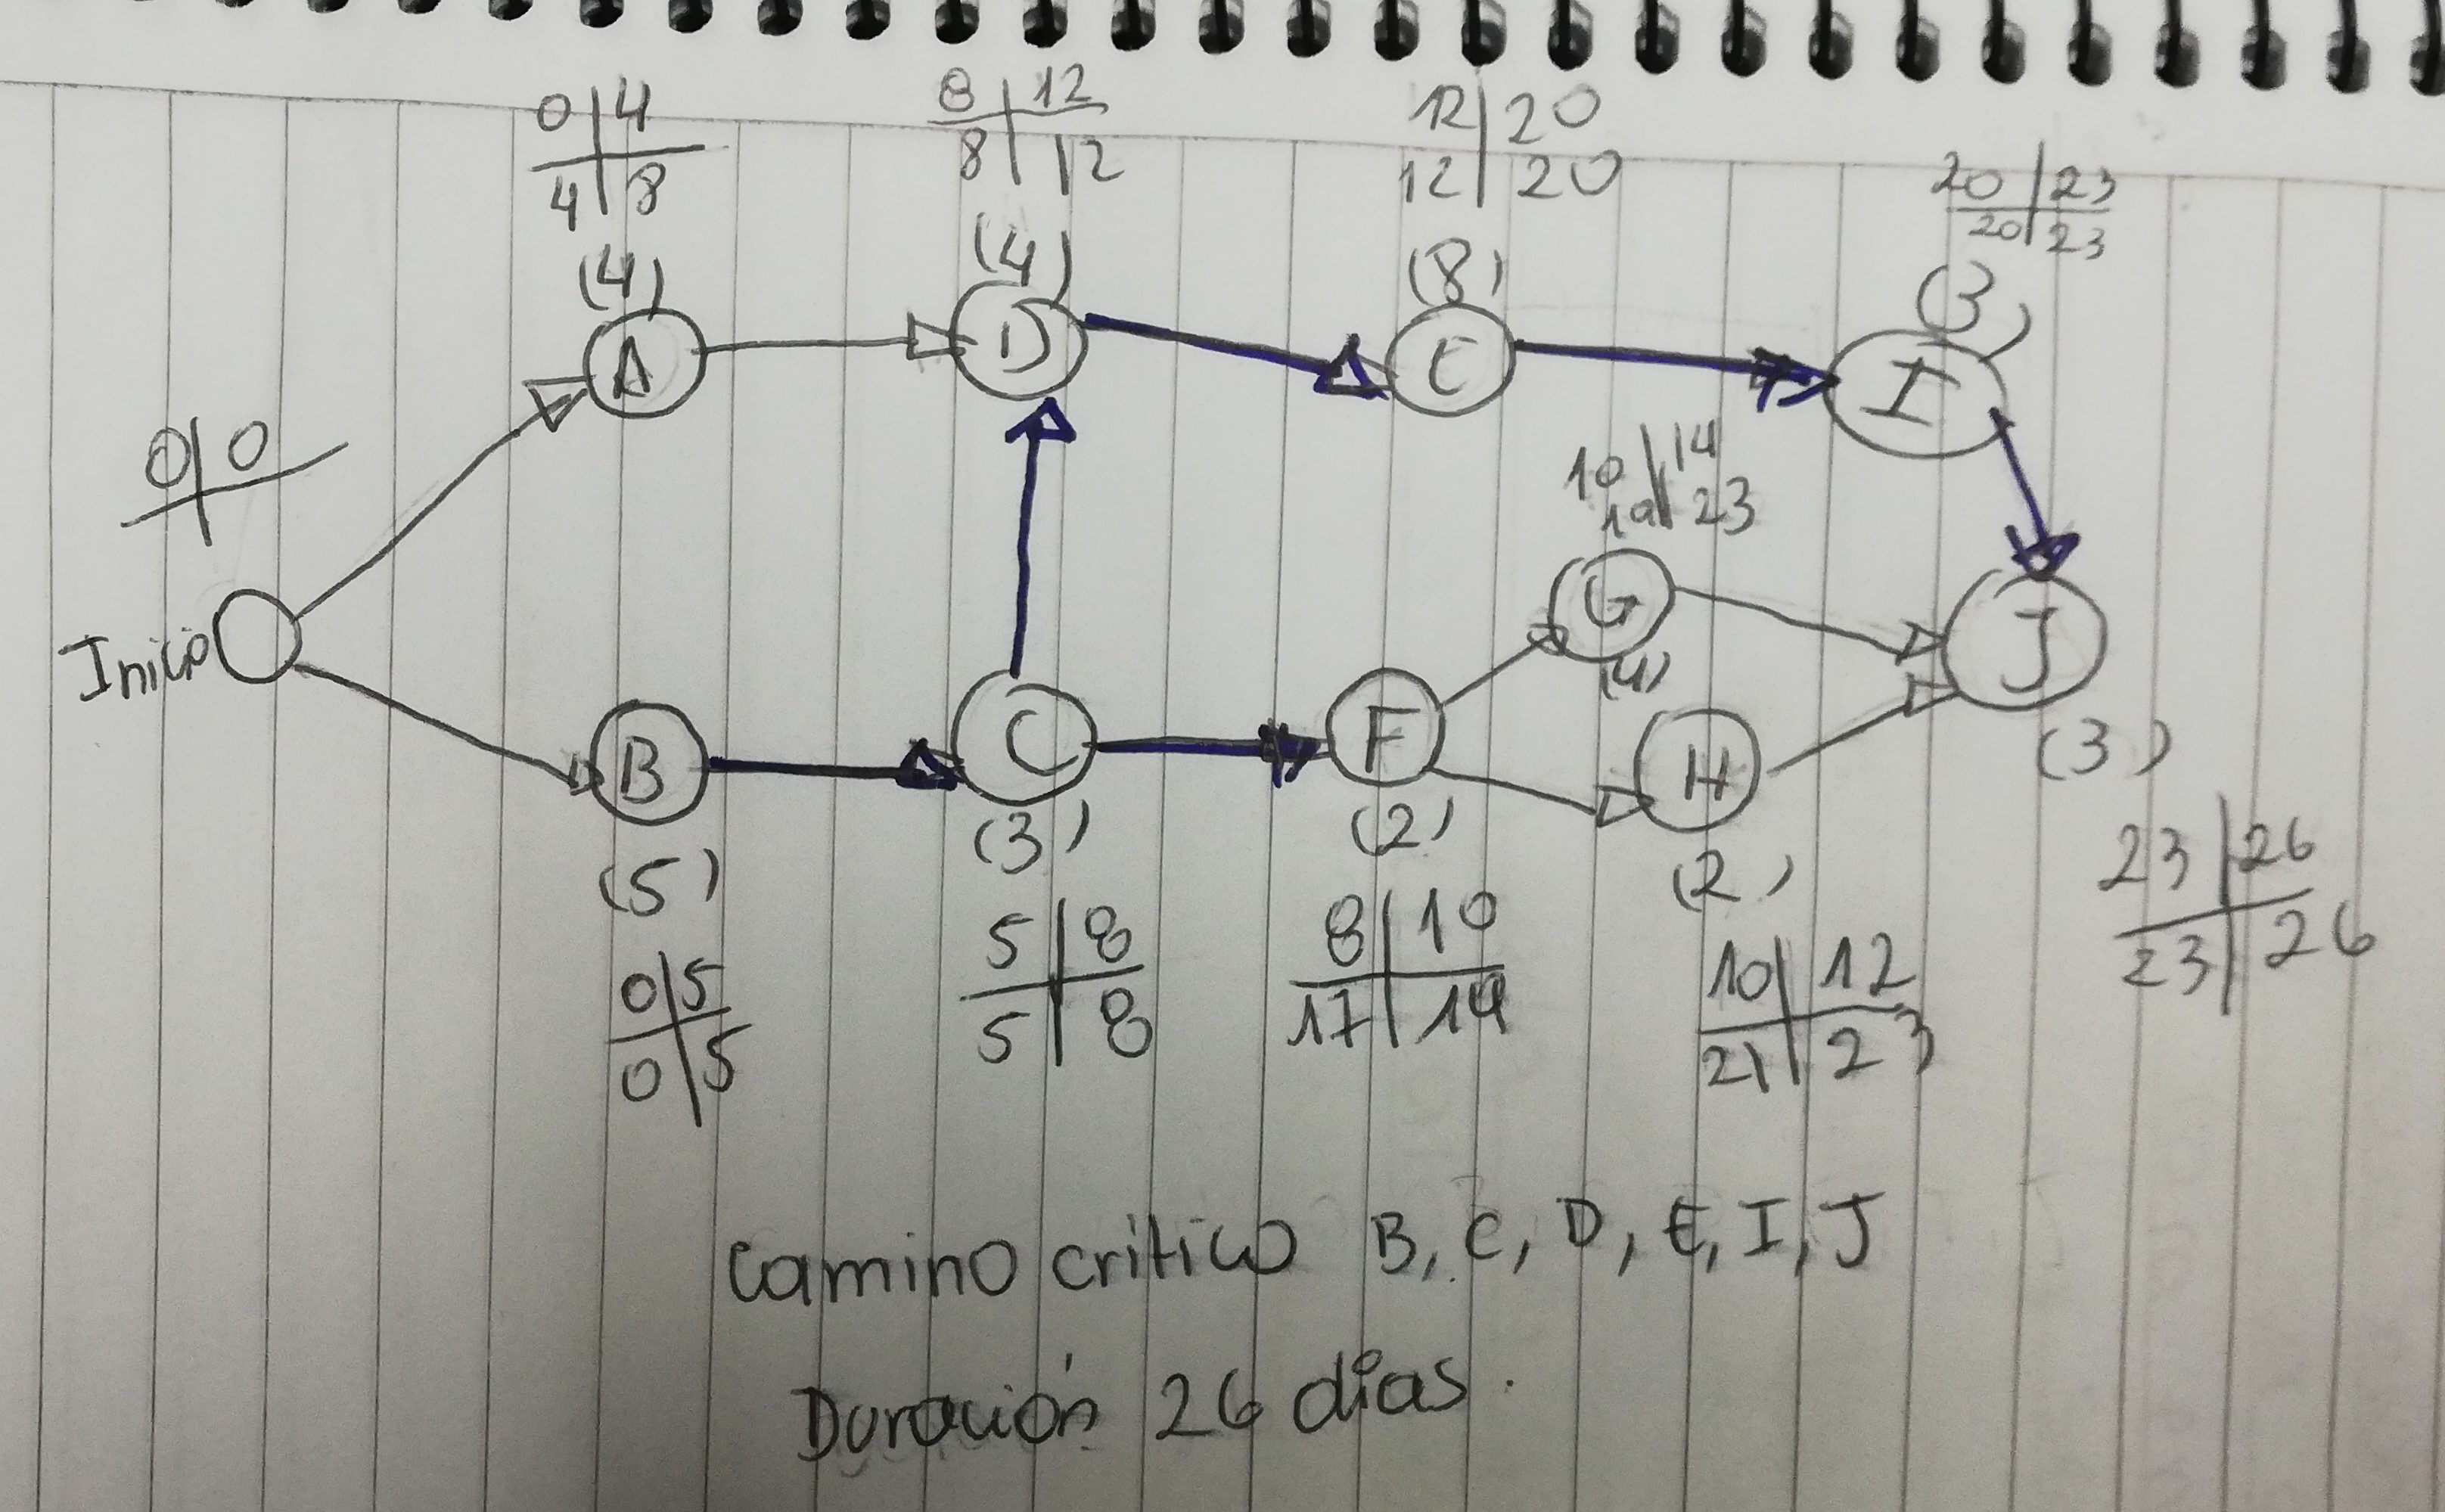 0 | 4
4 | 8
(4)
A
8 | 12
8 | 12
(4)
D
12 | 20
12 | 20
(8)
E
20 | 23
20 | 23
(3)
I
0 | 0
Inicio
10 | 14
19 | 23
G
(4)
J
(3)
23 | 26
23 | 26
B
(5)
0 | 5
0 | 5
C
(3)
5 | 8
5 | 8
F
(2)
8 | 10
17 | 19
H
(2)
10 | 12
21 | 23
Camino critico B, C, D, E, I, J
Duración 26 dias.